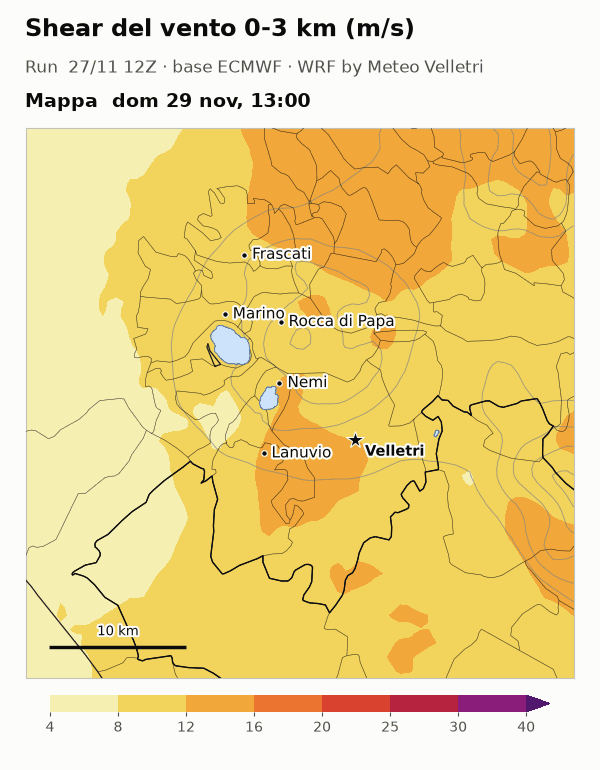 Shear del vento 0-3 km (m/s)
Run 27/11 12Z · base ECMWF · WRF by Meteo Velletri
Mappa dom 29 nov, 13:00
Frascati
Marino
Rocca di Papa
Nemi
Velletri
Lanuvio
10 km
4 8 12 16 20 25 30 40